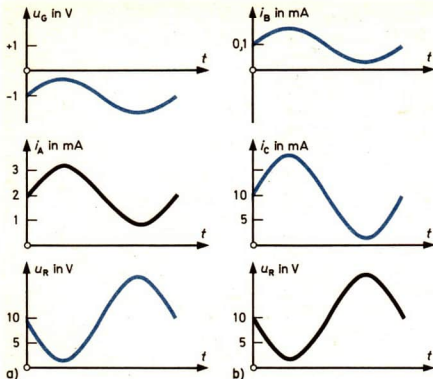 u_G in V
+1
t
-1
i_A in mA
3
2
1
t
u_R in V
10
5
t
a)
i_B in mA
0,1
t
i_C in mA
10
5
t
u_R in V
10
5
t
b)